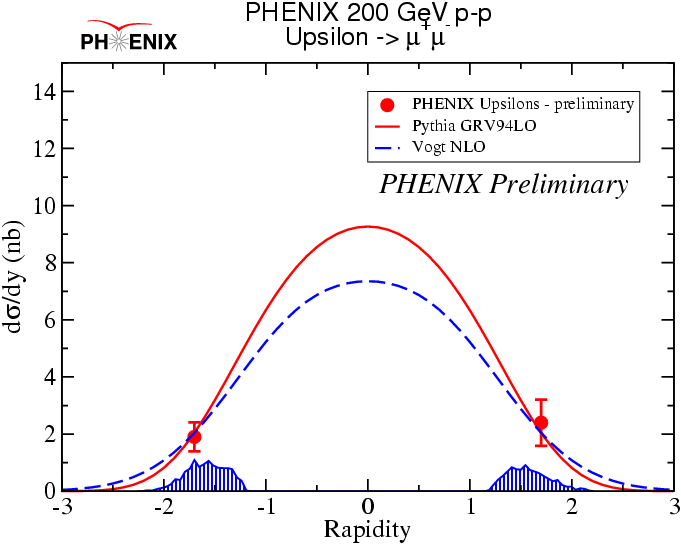 PHENIX 200 GeV p-p
Upsilon -> μ⁺μ⁻
PHENIX
14
12
10
8
6
4
2
0
dσ/dy (nb)
PHENIX Upsilons - preliminary
Pythia GRV94LO
Vogt NLO
PHENIX Preliminary
-3 -2 -1 0 1 2 3
Rapidity